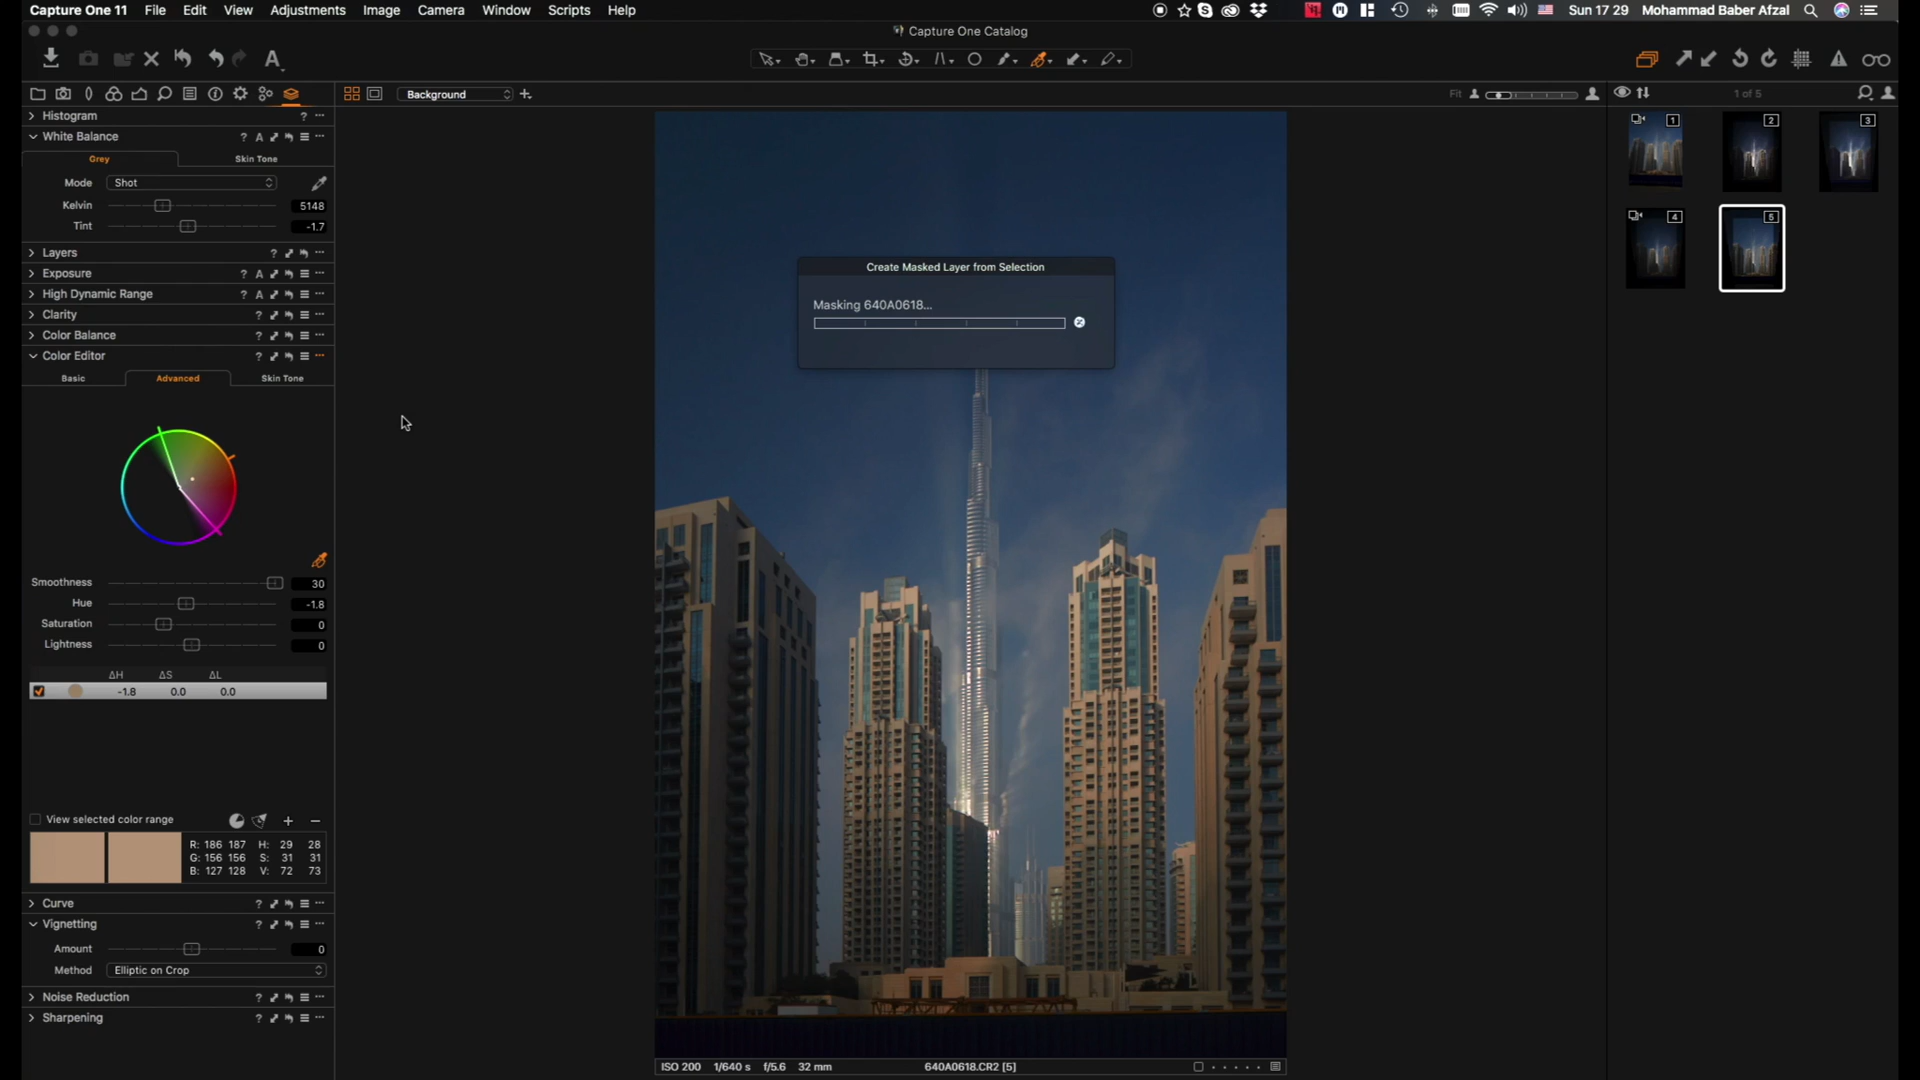 Capture One 11 File Edit View Adjustments Image Camera Window Scripts Help Sun 17 29 Mohammad Baber Afzal
Capture One Catalog
Background
Fit
1 of 5
Histogram
White Balance
Grey Skin Tone
Mode Shot
Kelvin 5148
Tint -1.7
Layers
Exposure
High Dynamic Range
Clarity
Color Balance
Color Editor
Basic Advanced Skin Tone
Smoothness 30
Hue -1.8
Saturation 0
Lightness 0
ΔH ΔS ΔL
-1.8 0.0 0.0
View selected color range
R: 186 187 H: 29 28
G: 156 156 S: 31 31
B: 127 128 V: 72 73
Curve
Vignetting
Amount 0
Method Elliptic on Crop
Noise Reduction
Sharpening
Create Masked Layer from Selection
Masking 640A0618...
ISO 200 1/640 s f/5.6 32 mm 640A0618.CR2 [5]
1 2 3
4 5